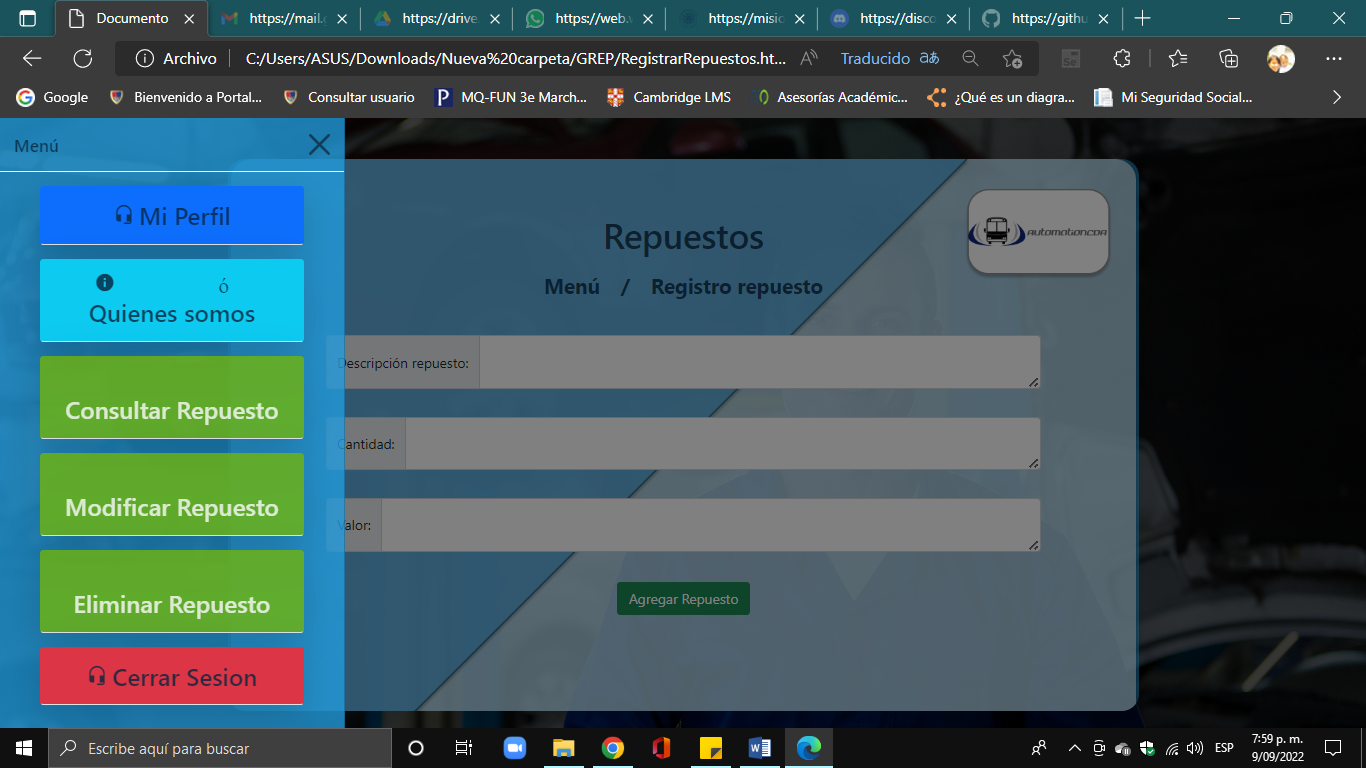 Documento
https://mail.g
https://drive.
https://web.v
https://misio
https://disco
https://githu
Archivo
C:/Users/ASUS/Downloads/Nueva%20carpeta/GREP/RegistrarRepuestos.ht...
Traducido
Google
Bienvenido a Portal...
Consultar usuario
MQ-FUN 3e March...
Cambridge LMS
Asesorías Académic...
¿Qué es un diagra...
Mi Seguridad Social...
Menú
Mi Perfil
ó
Quienes somos
Consultar Repuesto
Modificar Repuesto
Eliminar Repuesto
Cerrar Sesion
Repuestos
AUTOMOTIONCDA
Menú / Registro repuesto
Descripción repuesto:
Cantidad:
Valor:
Agregar Repuesto
Escribe aquí para buscar
ESP
7:59 p. m.
9/09/2022